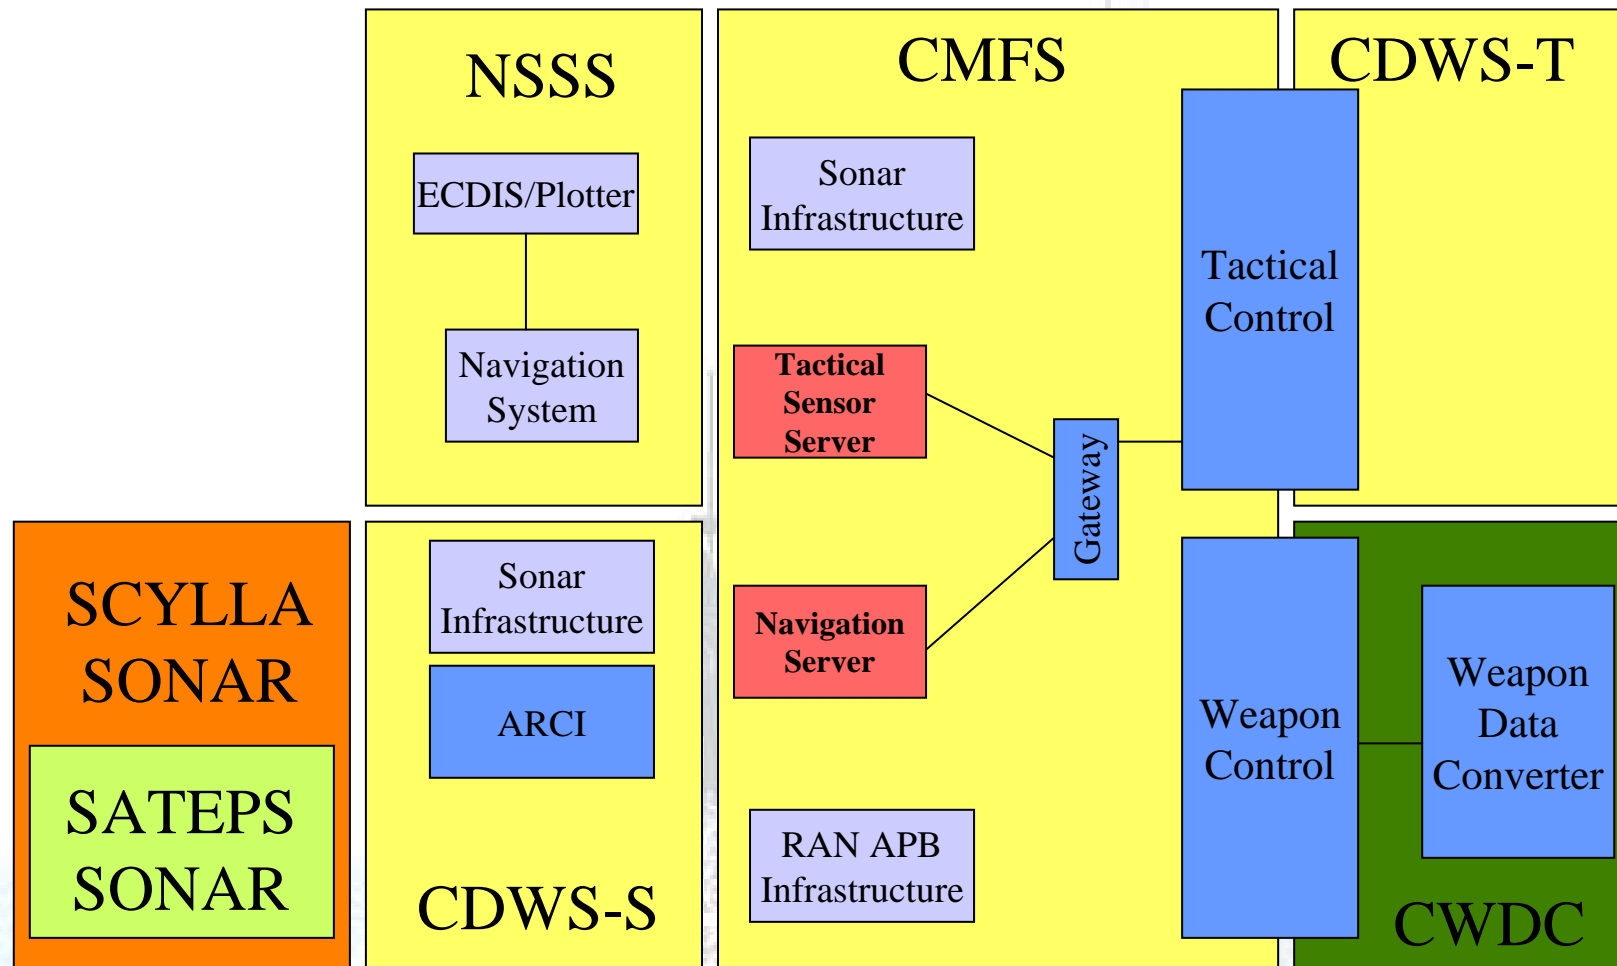 NSSS
ECDIS/Plotter
Navigation
System
CMFS
Sonar
Infrastructure
Tactical
Sensor
Server
Gateway
Navigation
Server
RAN APB
Infrastructure
CDWS-T
Tactical
Control
SCYLLA
SONAR
SATEPS
SONAR
Sonar
Infrastructure
ARCI
CDWS-S
Weapon
Control
Weapon
Data
Converter
CWDC